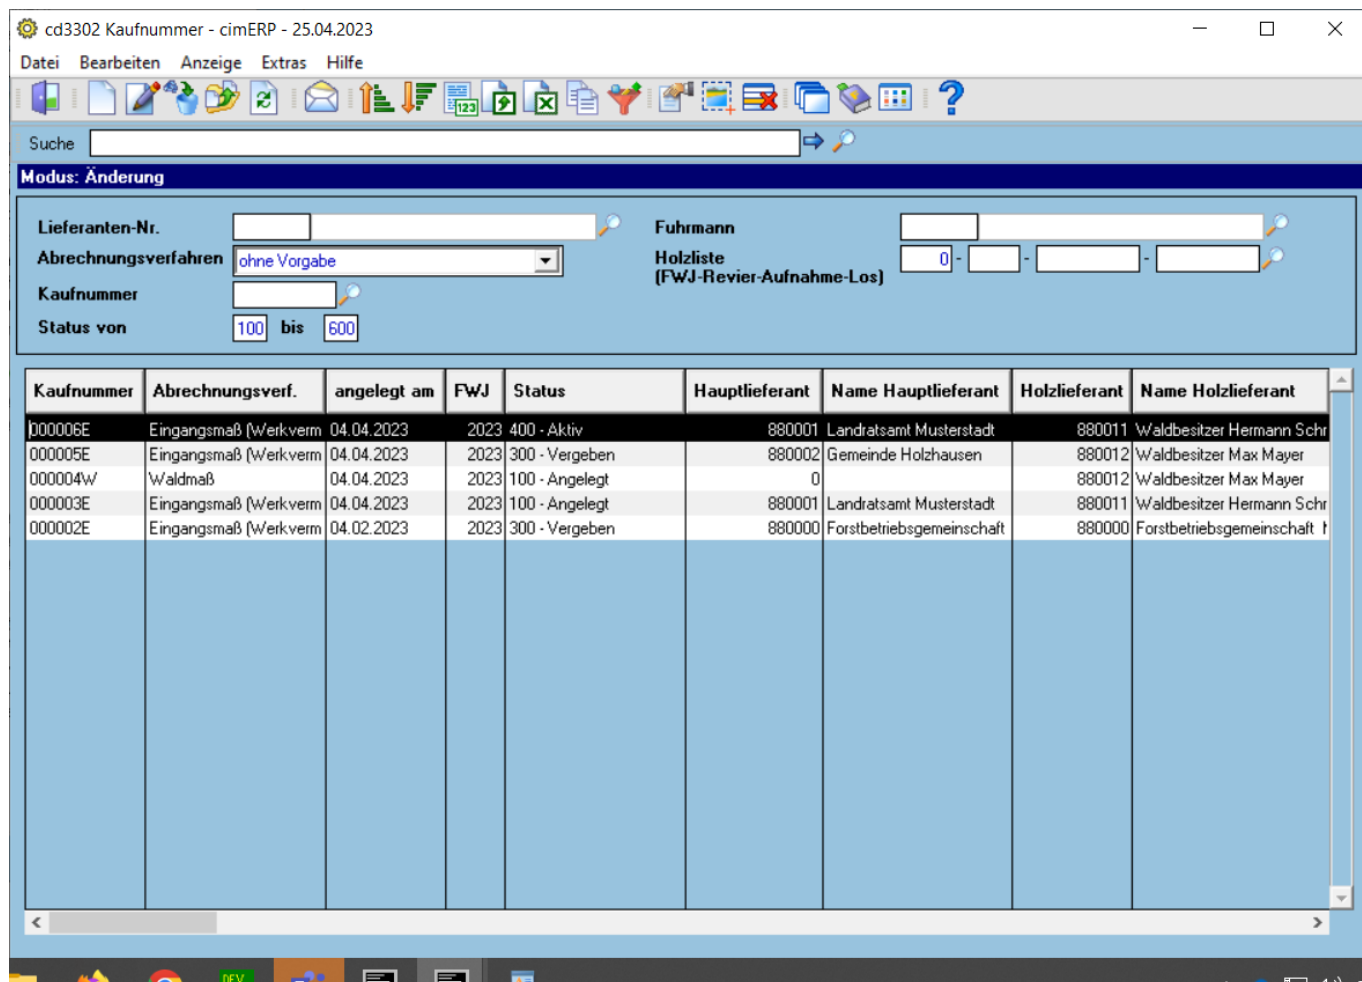 cd3302 Kaufnummer - cimERP - 25.04.2023
Datei Bearbeiten Anzeige Extras Hilfe
123
Suche
Modus: Änderung
Lieferanten-Nr. Fuhrmann
Abrechnungsverfahren ohne Vorgabe Holzliste 0 - - -
(FWJ-Revier-Aufnahme-Los)
Kaufnummer
Status von 100 bis 600
Kaufnummer Abrechnungsverf. angelegt am FWJ Status Hauptlieferant Name Hauptlieferant Holzlieferant Name Holzlieferant
000006E Eingangsmaß (Werkverm 04.04.2023 2023 400 - Aktiv 880001 Landratsamt Musterstadt 880011 Waldbesitzer Hermann Schr
000005E Eingangsmaß (Werkverm 04.04.2023 2023 300 - Vergeben 880002 Gemeinde Holzhausen 880012 Waldbesitzer Max Mayer
000004W Waldmaß 04.04.2023 2023 100 - Angelegt 0 880012 Waldbesitzer Max Mayer
000003E Eingangsmaß (Werkverm 04.04.2023 2023 100 - Angelegt 880001 Landratsamt Musterstadt 880011 Waldbesitzer Hermann Schr
000002E Eingangsmaß (Werkverm 04.02.2023 2023 300 - Vergeben 880000 Forstbetriebsgemeinschaft 880000 Forstbetriebsgemeinschaft
DEV